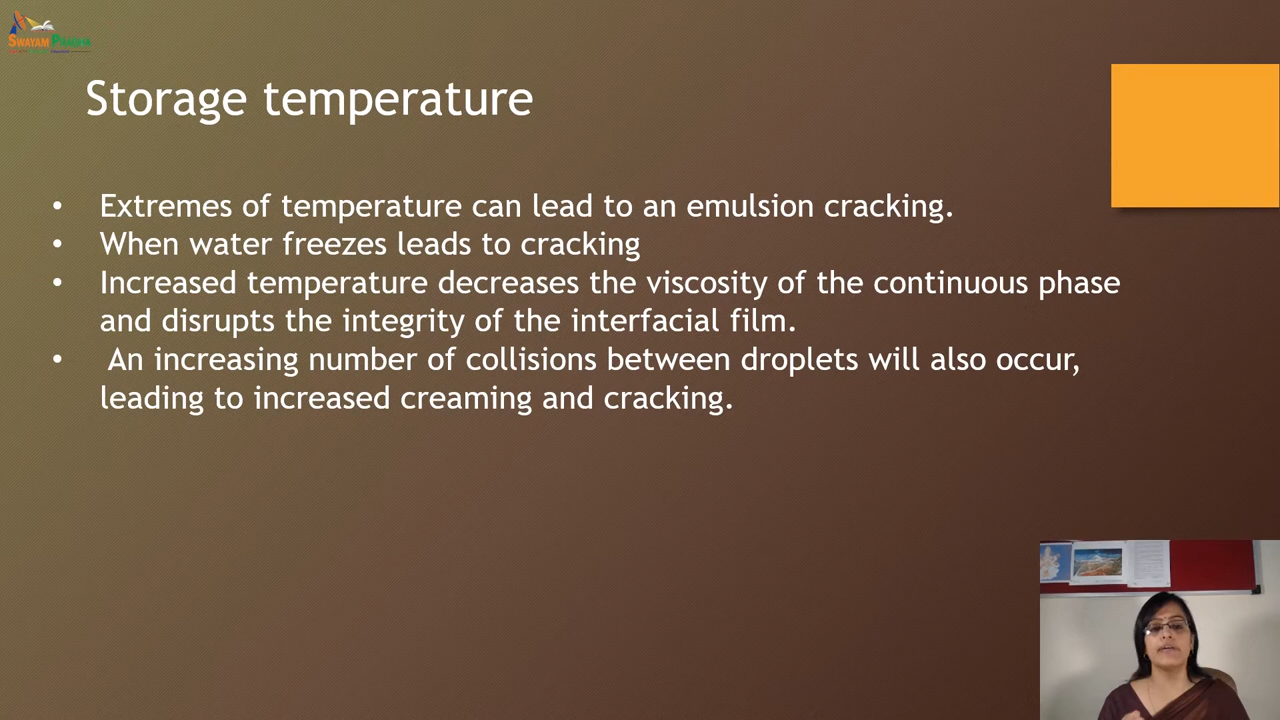 SWAYAM PRABHA
Storage temperature
• Extremes of temperature can lead to an emulsion cracking.
• When water freezes leads to cracking
• Increased temperature decreases the viscosity of the continuous phase
and disrupts the integrity of the interfacial film.
• An increasing number of collisions between droplets will also occur,
leading to increased creaming and cracking.